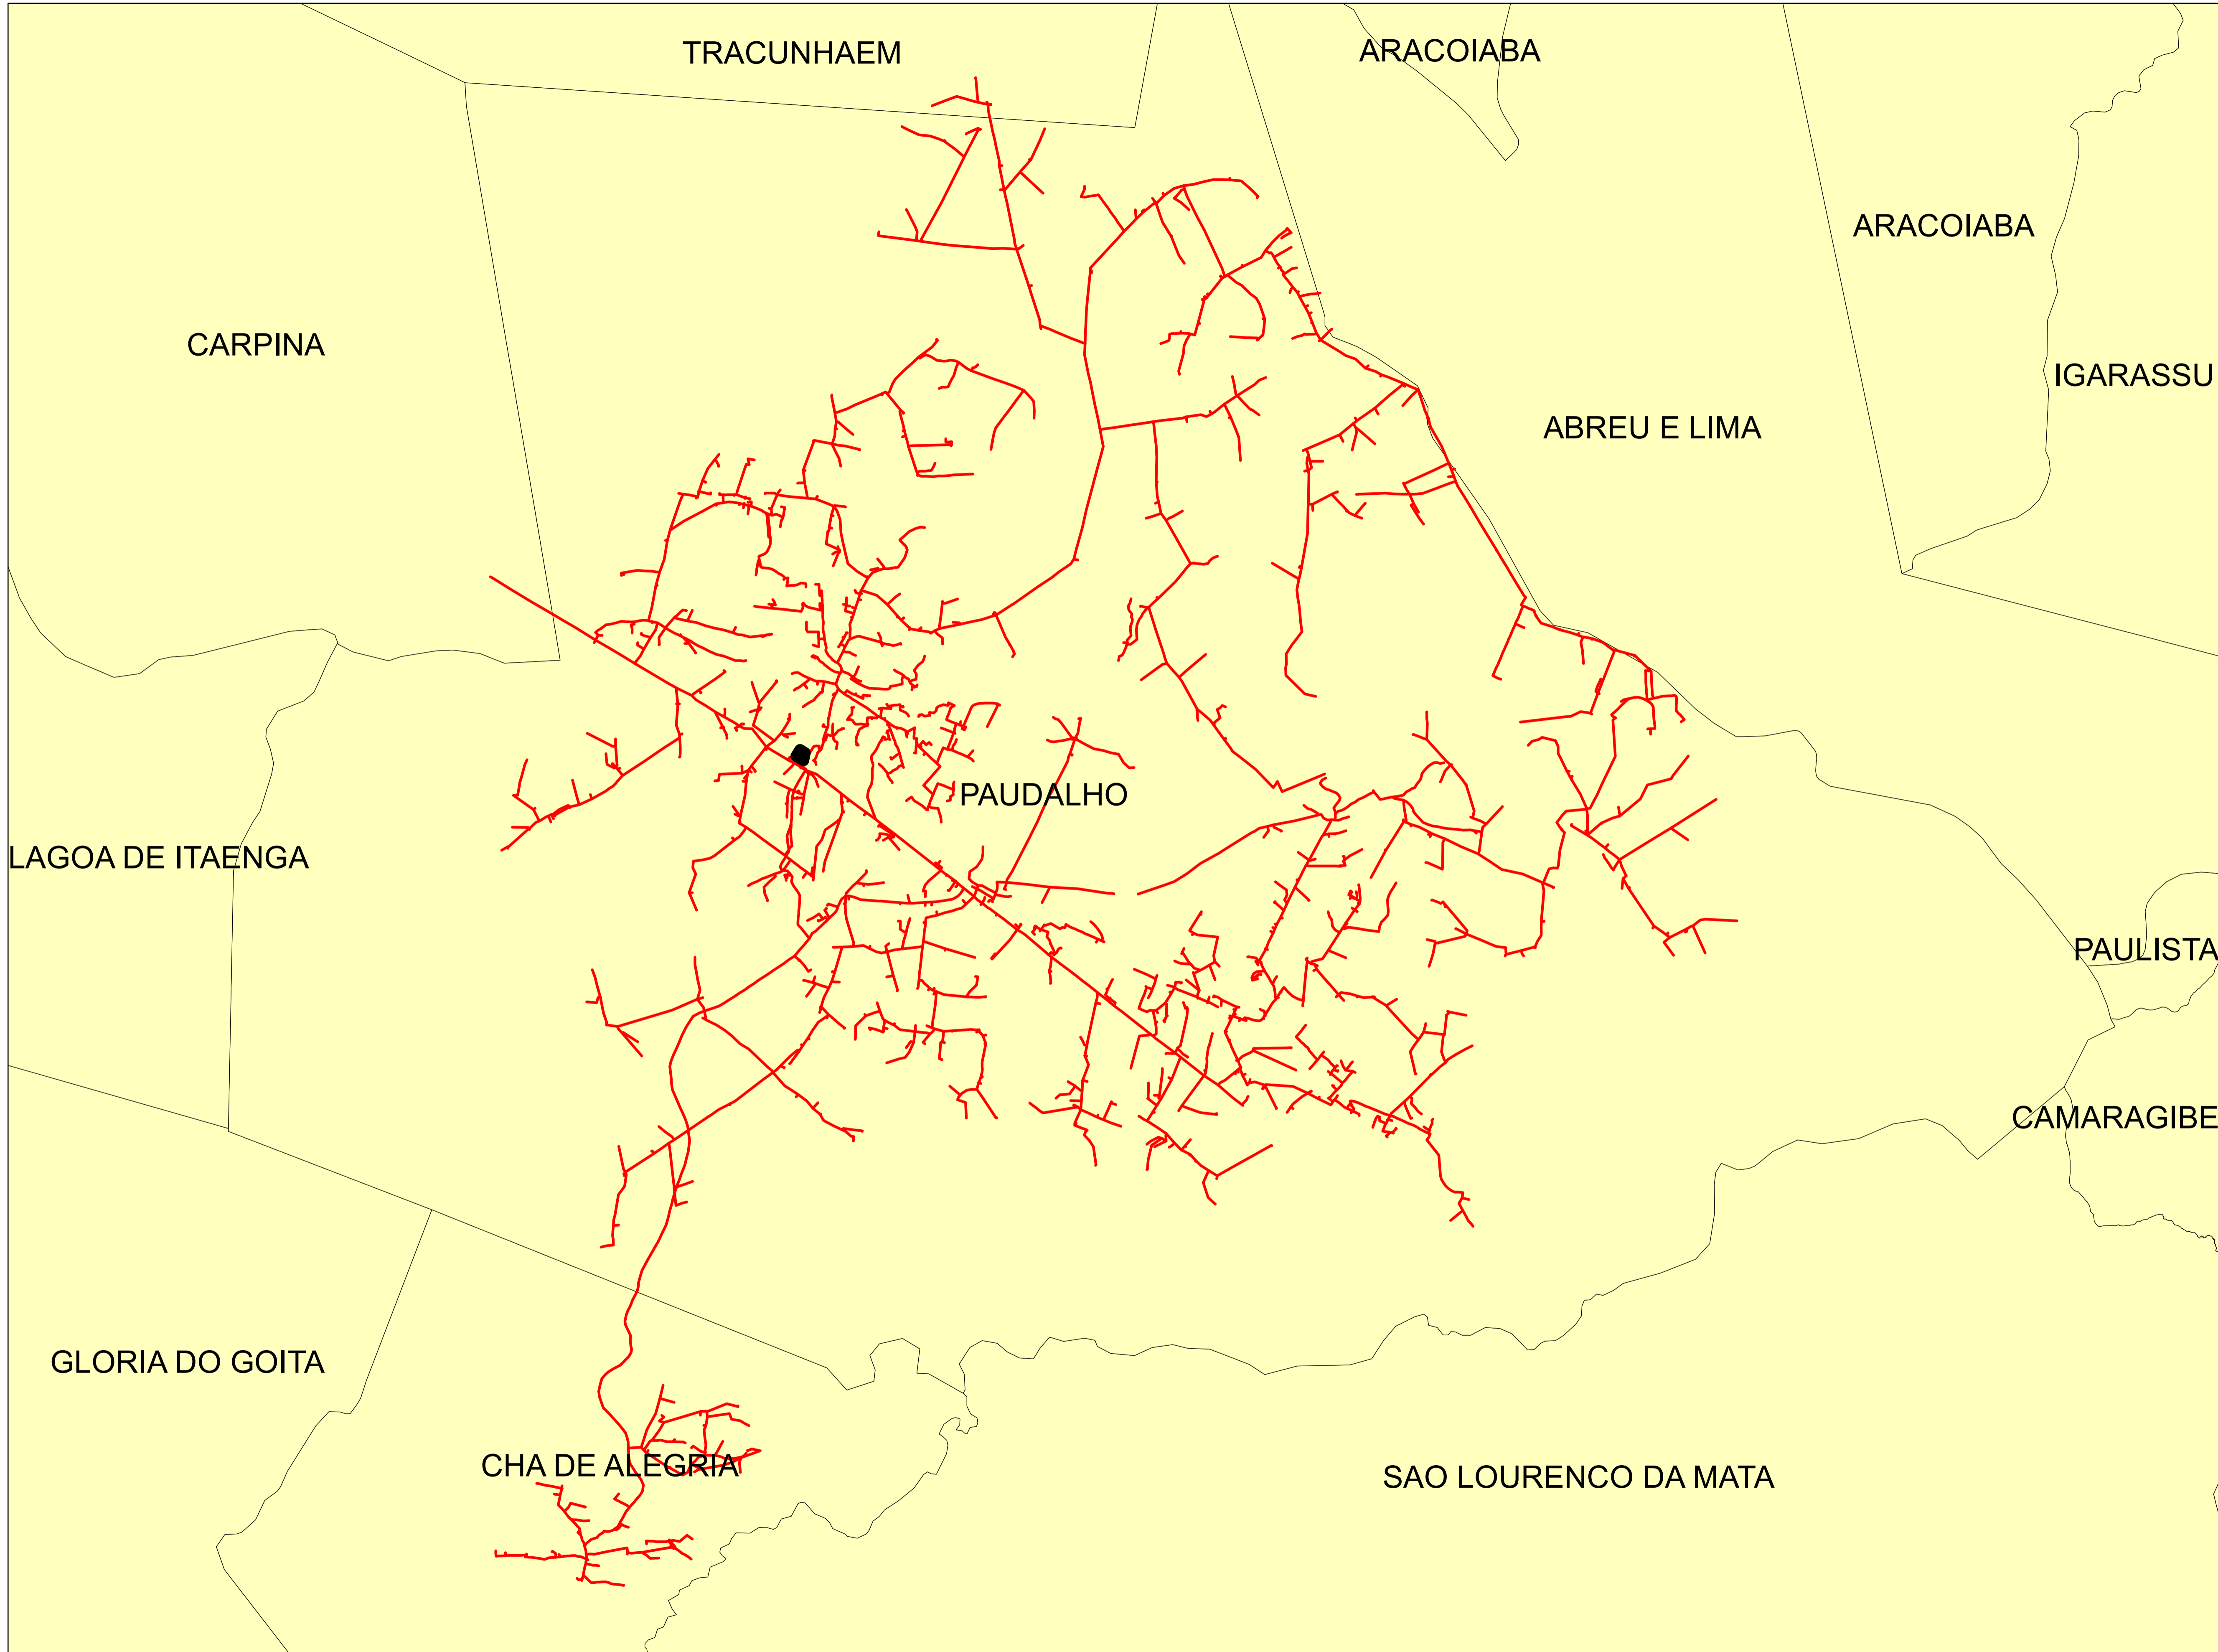 TRACUNHAEM
ARACOIABA
ARACOIABA
CARPINA
IGARASSU
ABREU E LIMA
PAUDALHO
LAGOA DE ITAENGA
PAULISTA
CAMARAGIBE
GLORIA DO GOITA
CHA DE ALEGRIA
SAO LOURENCO DA MATA